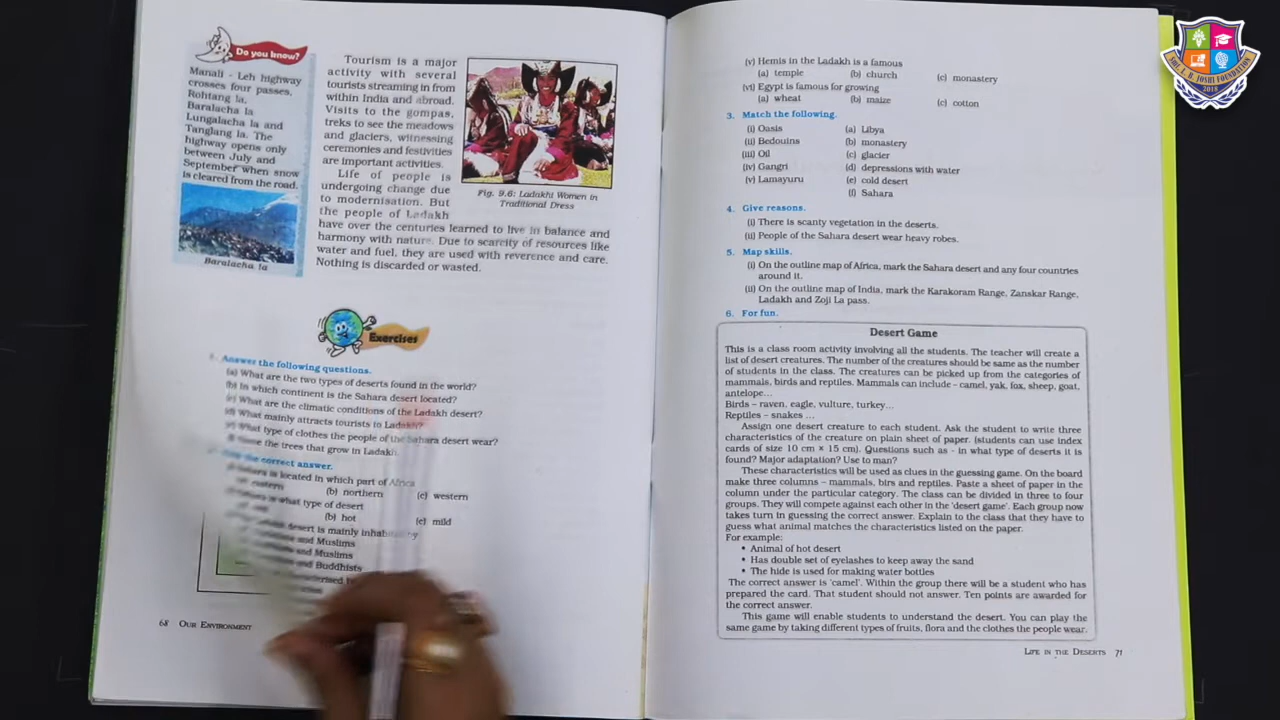 Do you know?
Manali - Leh highway
crosses four passes,
Rohtang la,
Baralacha la
Lungalacha la and
Tanglang la. The
highway opens only
between July and
September when snow
is cleared from the road.
Baralacha la
Tourism is a major
activity with several
tourists streaming in from
within India and abroad.
Visits to the gompas,
treks to see the meadows
and glaciers, witnessing
ceremonies and festivities
are important activities.
Life of people is
undergoing change due
to modernisation. But
the people of Ladakh
have over the centuries learned to live in balance and
harmony with nature. Due to scarcity of resources like
water and fuel, they are used with reverence and care.
Nothing is discarded or wasted.
Fig. 9.6: Ladakhi Women in
Traditional Dress
Exercises
Answer the following questions.
(a) What are the two types of deserts found in the world?
(b) In which continent is the Sahara desert located?
(c) What are the climatic conditions of the Ladakh desert?
(d) What mainly attracts tourists to Ladakh?
What type of clothes the people of the Sahara desert wear?
the trees that grow in Ladakh.
the correct answer.
is located in which part of Africa
(b) northern (c) western
is what type of desert
(b) hot (c) mild
desert is mainly inhabited by
and Muslims
and Muslims
and Buddhists
68 OUR ENVIRONMENT
(v) Hemis in the Ladakh is a famous
(a) temple (b) church (c) monastery
(vi) Egypt is famous for growing
(a) wheat (b) maize (c) cotton
3. Match the following.
(i) Oasis (a) Libya
(ii) Bedouins (b) monastery
(iii) Oil (c) glacier
(iv) Gangri (d) depressions with water
(v) Lamayuru (e) cold desert
(f) Sahara
4. Give reasons.
(i) There is scanty vegetation in the deserts.
(ii) People of the Sahara desert wear heavy robes.
5. Map skills.
(i) On the outline map of Africa, mark the Sahara desert and any four countries
around it.
(ii) On the outline map of India, mark the Karakoram Range, Zanskar Range,
Ladakh and Zoji La pass.
6. For fun.
Desert Game
This is a class room activity involving all the students. The teacher will create a
list of desert creatures. The number of the creatures should be same as the number
of students in the class. The creatures can be picked up from the categories of
mammals, birds and reptiles. Mammals can include – camel, yak, fox, sheep, goat,
antelope...
Birds – raven, eagle, vulture, turkey...
Reptiles – snakes ...
Assign one desert creature to each student. Ask the student to write three
characteristics of the creature on plain sheet of paper. (students can use index
cards of size 10 cm × 15 cm). Questions such as - in what type of deserts it is
found? Major adaptation? Use to man?
These characteristics will be used as clues in the guessing game. On the board
make three columns – mammals, birs and reptiles. Paste a sheet of paper in the
column under the particular category. The class can be divided in three to four
groups. They will compete against each other in the 'desert game'. Each group now
takes turn in guessing the correct answer. Explain to the class that they have to
guess what animal matches the characteristics listed on the paper.
For example:
• Animal of hot desert
• Has double set of eyelashes to keep away the sand
• The hide is used for making water bottles
The correct answer is 'camel'. Within the group there will be a student who has
prepared the card. That student should not answer. Ten points are awarded for
the correct answer.
This game will enable students to understand the desert. You can play the
same game by taking different types of fruits, flora and the clothes the people wear.
LIFE IN THE DESERTS 71
SHL. J. H. JOSHI FOUNDATION
2018